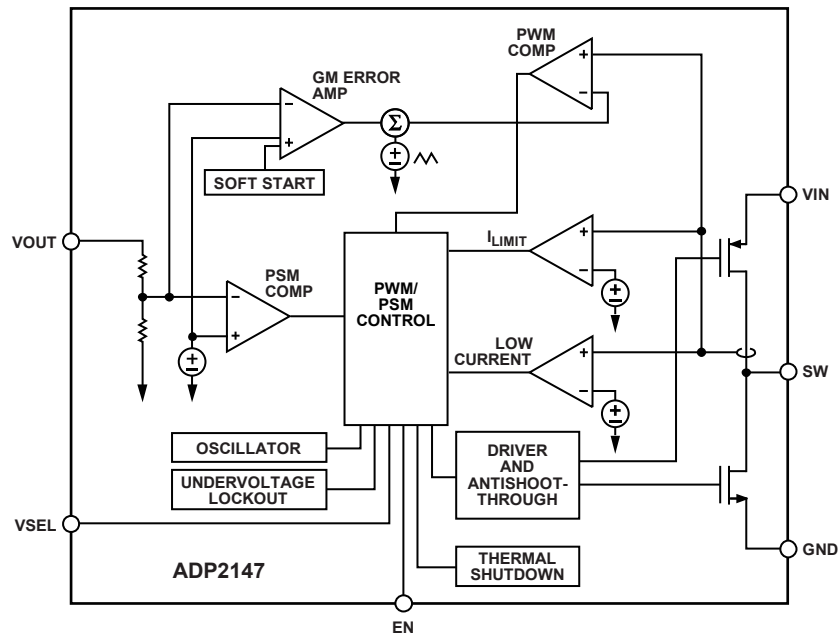 PWM
COMP
GM ERROR
AMP
+
−
−
+
Σ
+
−
SOFT START
VIN
VOUT
PSM
COMP
−
+
+
−
PWM/
PSM
CONTROL
ILIMIT
+
−
+
−
LOW
CURRENT
+
−
+
−
SW
OSCILLATOR
UNDERVOLTAGE
LOCKOUT
DRIVER
AND
ANTISHOOT-
THROUGH
VSEL
THERMAL
SHUTDOWN
GND
ADP2147
EN